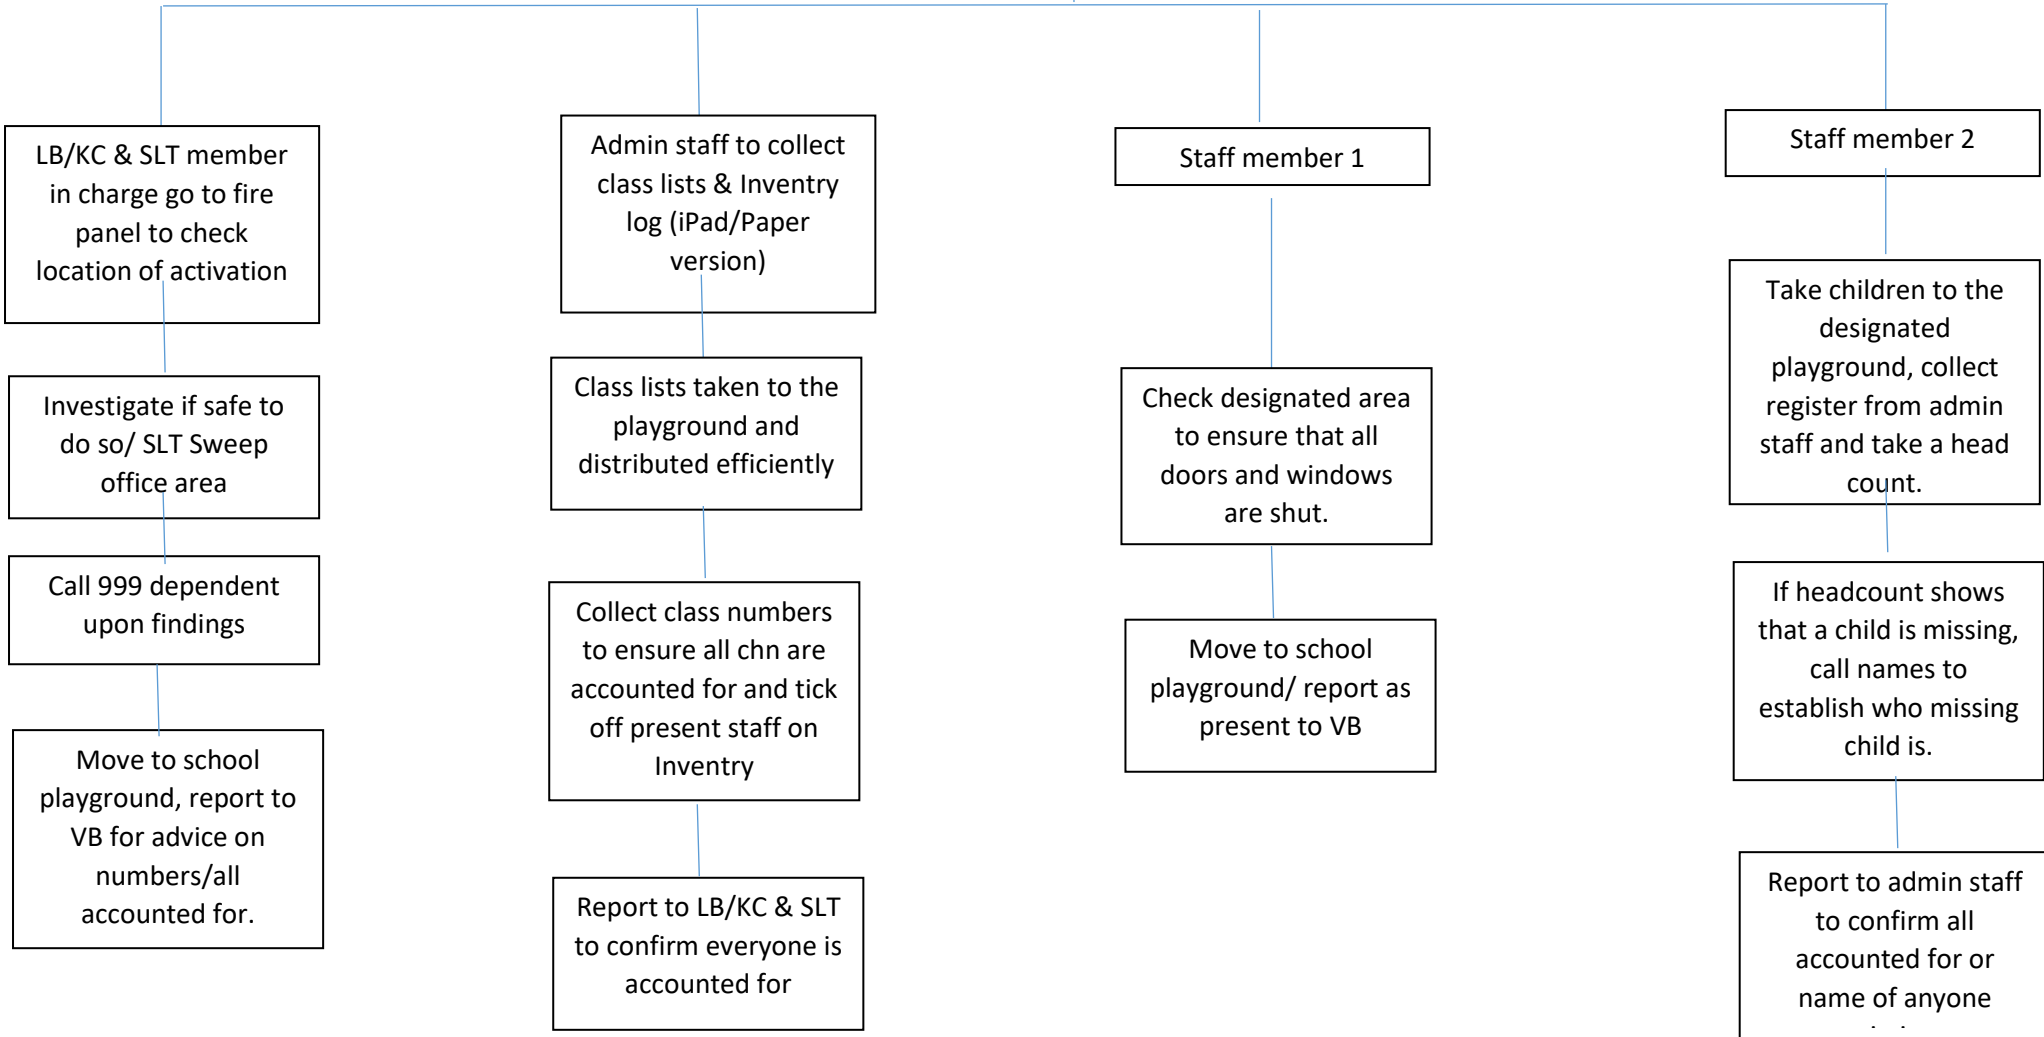 LB/KC & SLT member
in charge go to fire
panel to check
location of activation
Investigate if safe to
do so/ SLT Sweep
office area
Call 999 dependent
upon findings
Move to school
playground, report to
VB for advice on
numbers/all
accounted for.
Admin staff to collect
class lists & Inventry
log (iPad/Paper
version)
Class lists taken to the
playground and
distributed efficiently
Collect class numbers
to ensure all chn are
accounted for and tick
off present staff on
Inventry
Report to LB/KC & SLT
to confirm everyone is
accounted for
Staff member 1
Check designated area
to ensure that all
doors and windows
are shut.
Move to school
playground/ report as
present to VB
Staff member 2
Take children to the
designated
playground, collect
register from admin
staff and take a head
count.
If headcount shows
that a child is missing,
call names to
establish who missing
child is.
Report to admin staff
to confirm all
accounted for or
name of anyone